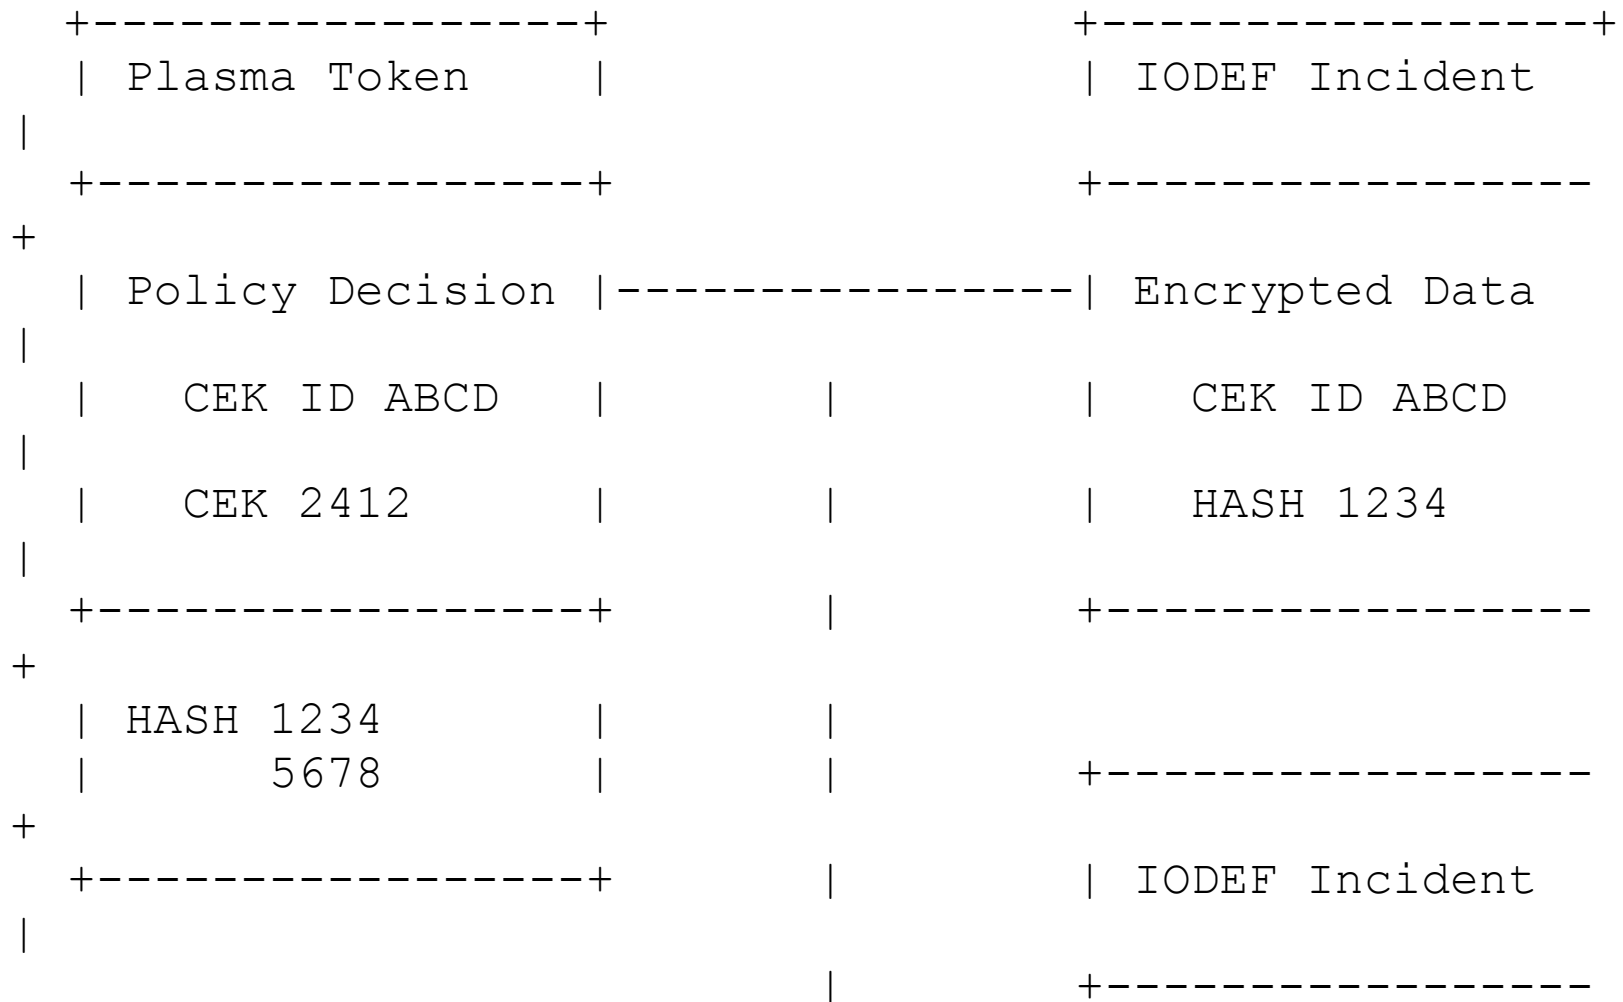 +-----------------+                +-----------------+
| Plasma Token    |                | IODEF Incident
|
+-----------------+                +-----------------
+
| Policy Decision |----------------| Encrypted Data
|
|   CEK ID ABCD   |       |        |   CEK ID ABCD
|
|   CEK 2412      |       |        |   HASH 1234
|
+-----------------+       |        +-----------------
+
| HASH 1234       |       |
|      5678       |       |        +-----------------
+
+-----------------+       |        | IODEF Incident
|
                          |        +-----------------